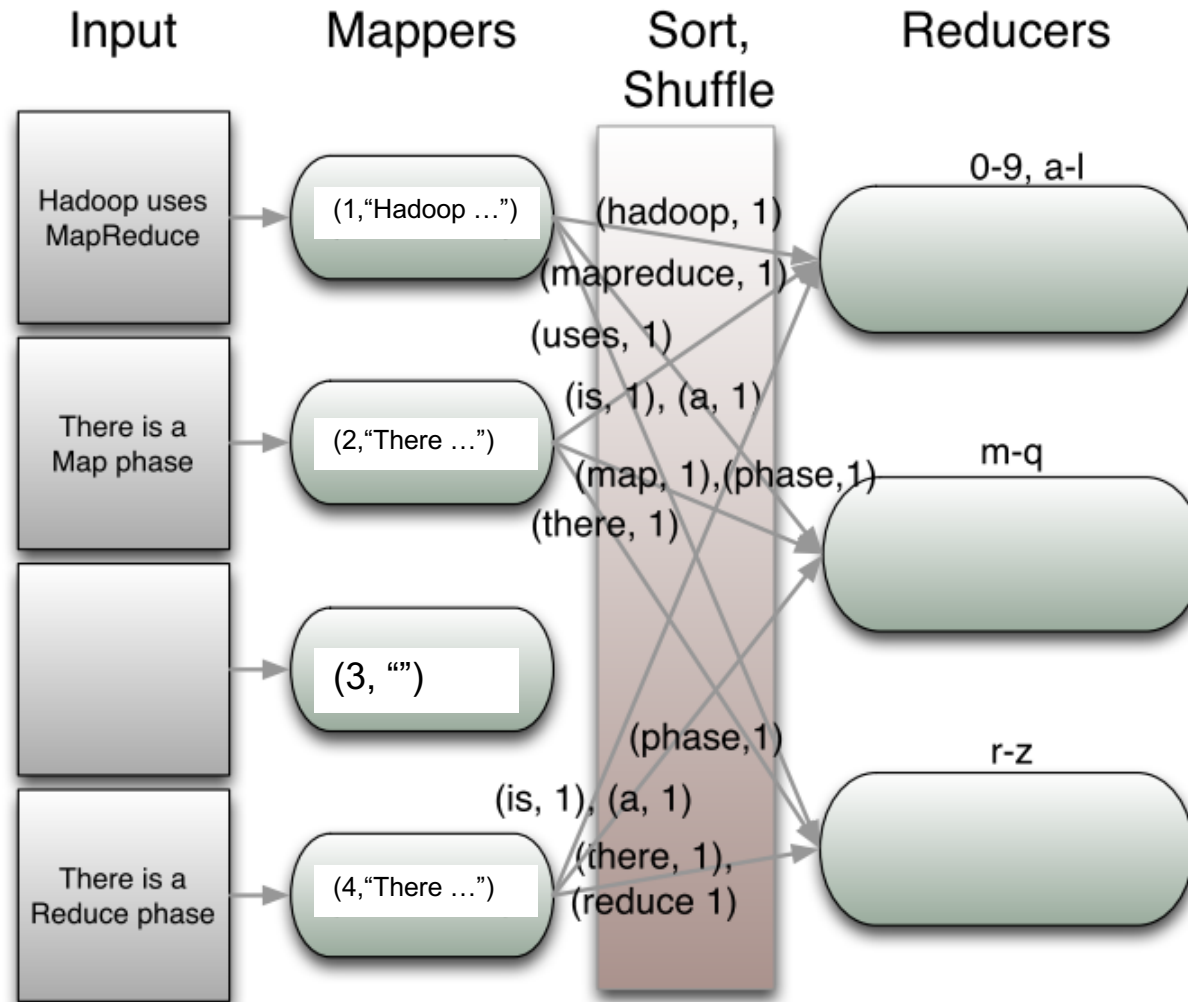 Input
Mappers
Sort,
Shuffle
Reducers
Hadoop uses
MapReduce
(1,“Hadoop …”)
(hadoop, 1)
(mapreduce, 1)
(uses, 1)
0-9, a-l
There is a
Map phase
(2,“There …”)
(is, 1), (a, 1)
(map, 1),(phase,1)
(there, 1)
m-q
(3, “”)
(phase,1)
r-z
There is a
Reduce phase
(4,“There …”)
(is, 1), (a, 1)
(there, 1),
(reduce 1)